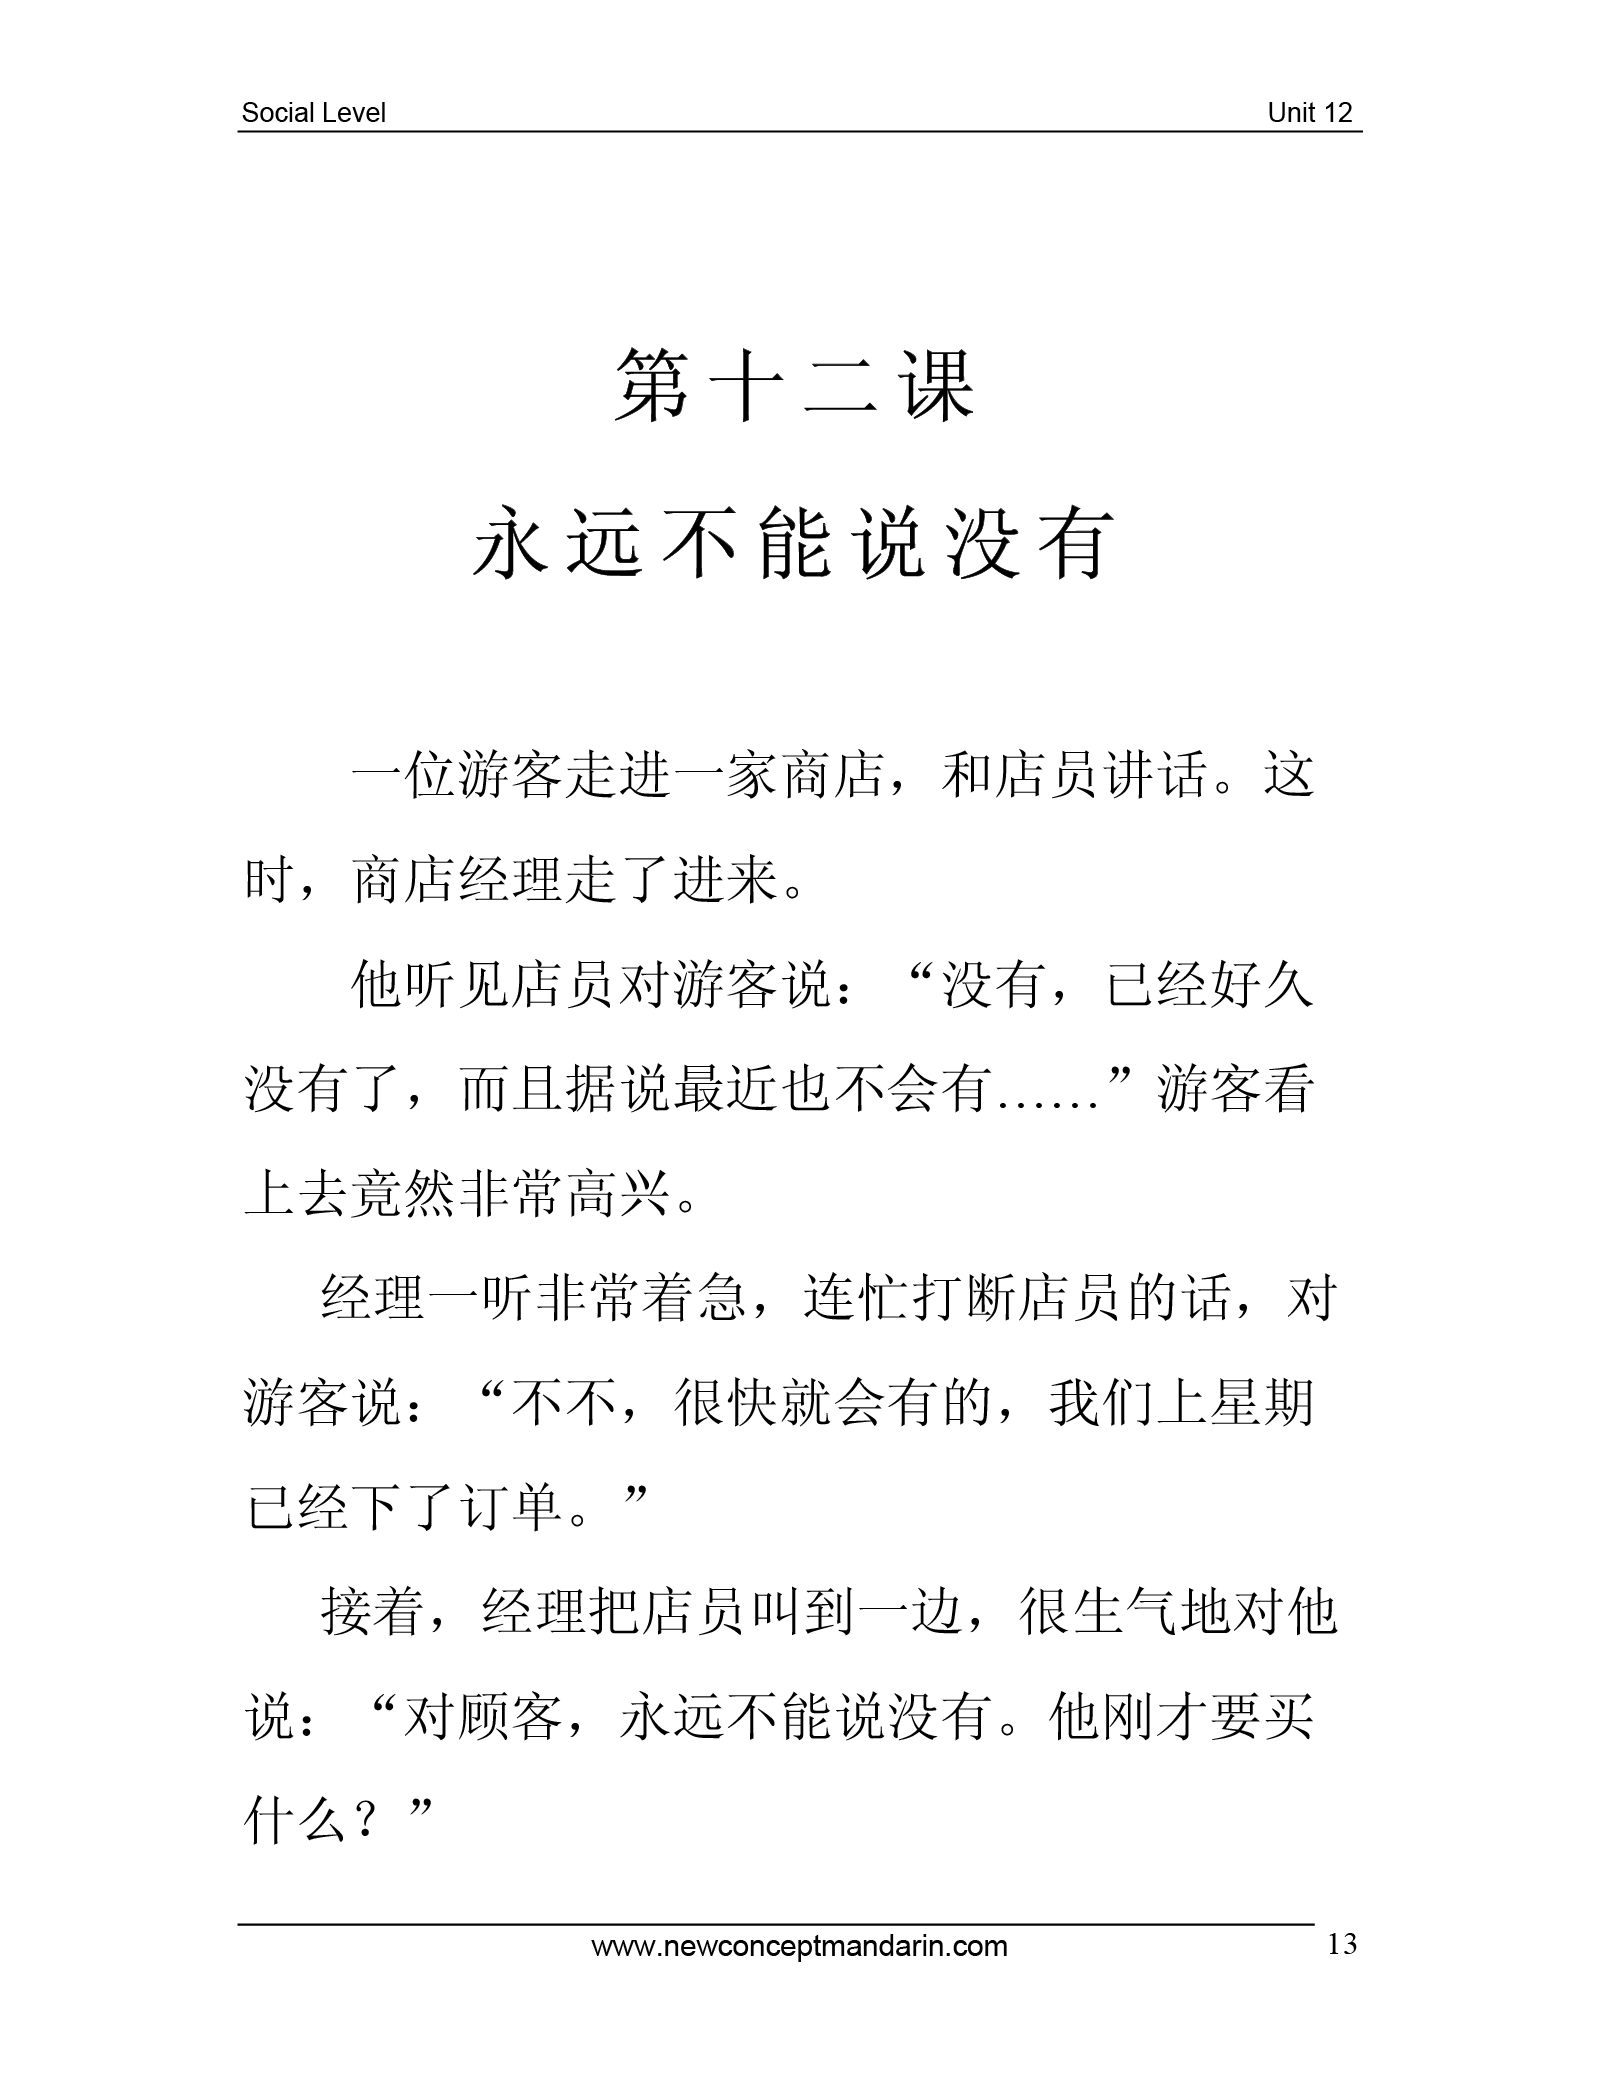 Social Level Unit 12
第十二课
永远不能说没有
一位游客走进一家商店，和店员讲话。这
时，商店经理走了进来。
他听见店员对游客说：“没有，已经好久
没有了，而且据说最近也不会有……”游客看
上去竟然非常高兴。
经理一听非常着急，连忙打断店员的话，对
游客说：“不不，很快就会有的，我们上星期
已经下了订单。”
接着，经理把店员叫到一边，很生气地对他
说：“对顾客，永远不能说没有。他刚才要买
什么？”
www.newconceptmandarin.com 13